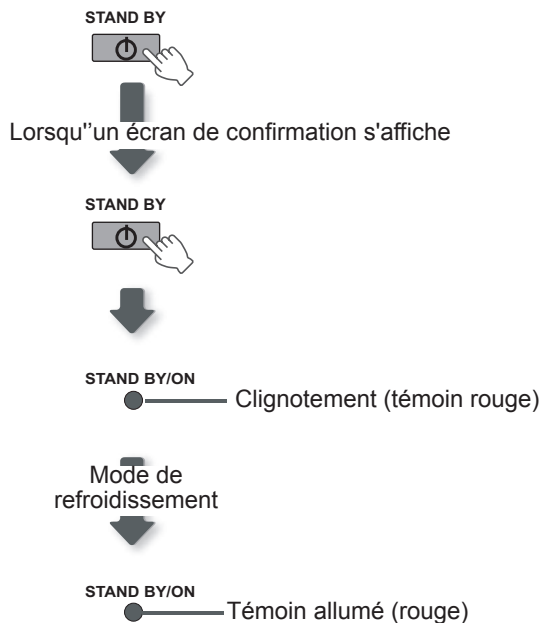 STAND BY
Lorsqu'’un écran de confirmation s'affiche
STAND BY
STAND BY/ON
Clignotement (témoin rouge)
Mode de
refroidissement
STAND BY/ON
Témoin allumé (rouge)